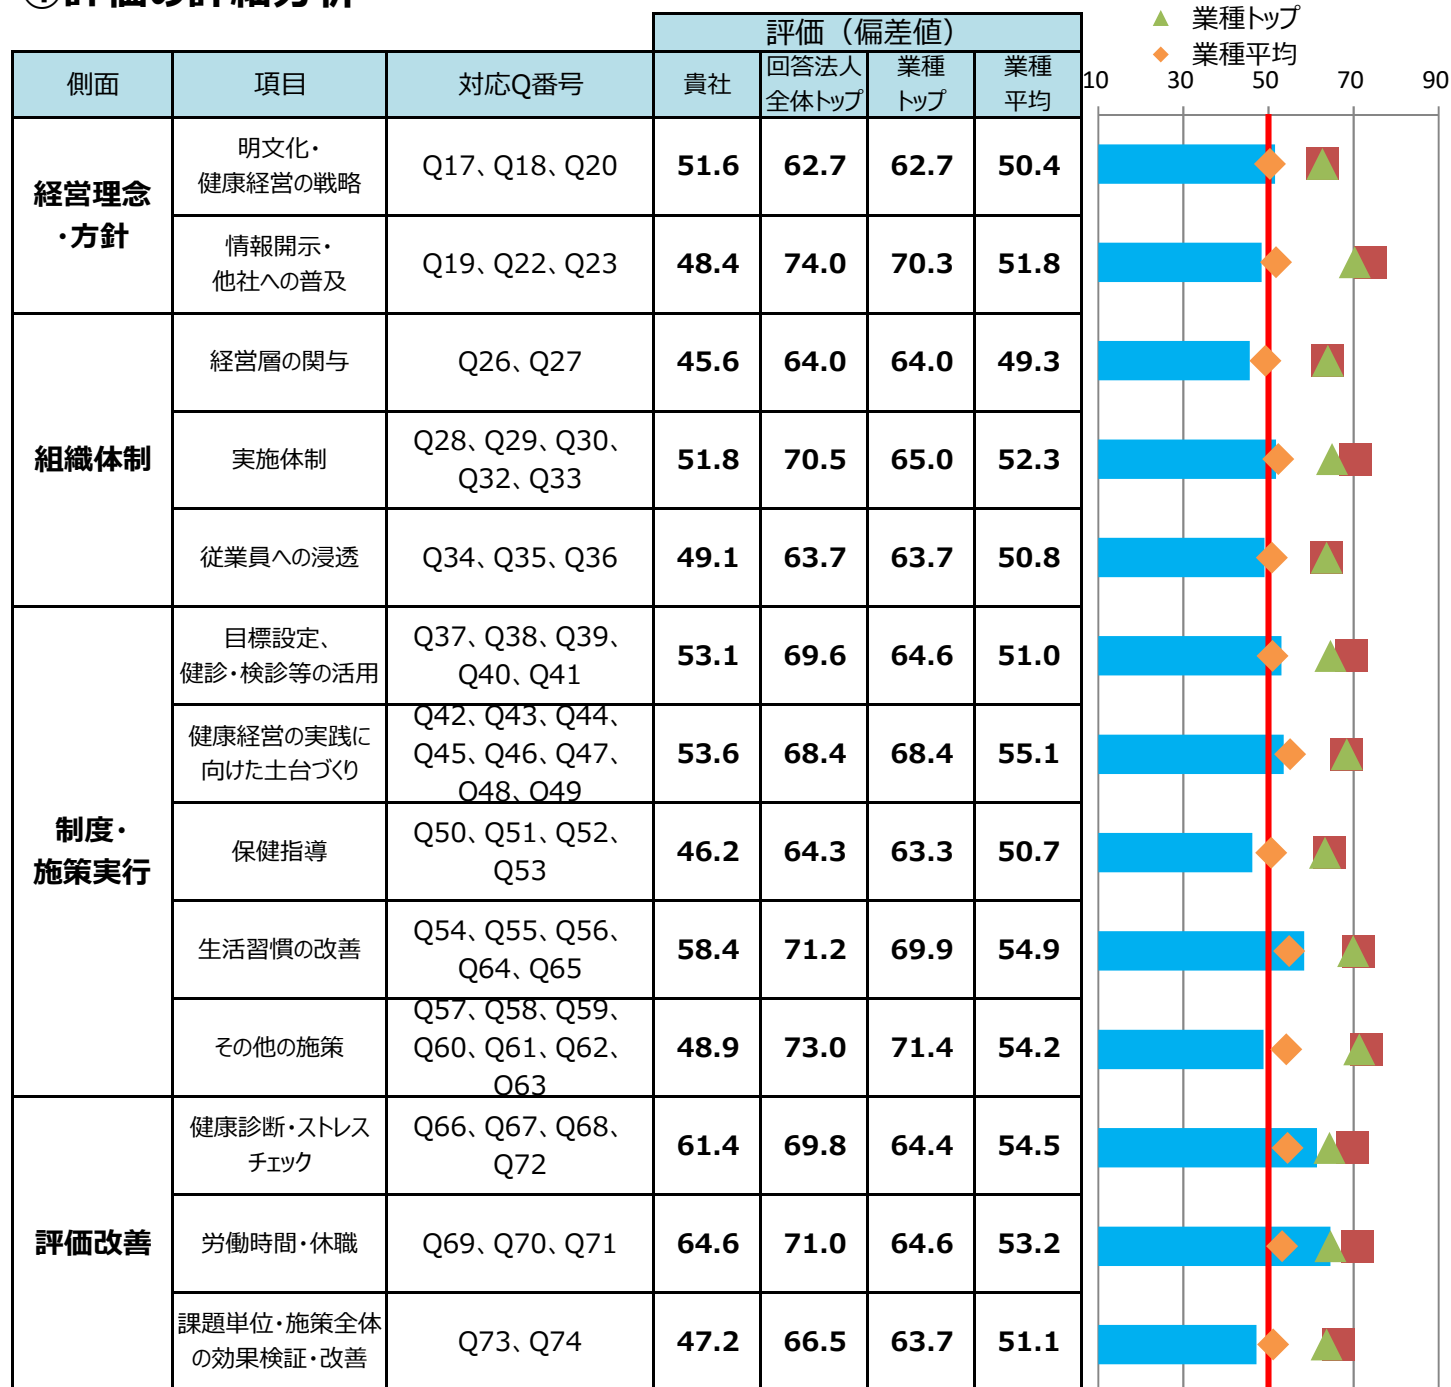 ①評価の詳細分析
業種トップ
業種平均
評価（偏差値）
側面 項目 対応Q番号 貴社 回答法人全体トップ 業種トップ 業種平均
10 30 50 70 90
経営理念・方針
明文化・
健康経営の戦略
Q17、Q18、Q20
51.6 62.7 62.7 50.4
情報開示・
他社への普及
Q19、Q22、Q23
48.4 74.0 70.3 51.8
組織体制
経営層の関与
Q26、Q27
45.6 64.0 64.0 49.3
実施体制
Q28、Q29、Q30、
Q32、Q33
51.8 70.5 65.0 52.3
従業員への浸透
Q34、Q35、Q36
49.1 63.7 63.7 50.8
制度・
施策実行
目標設定、
健診・検診等の活用
Q37、Q38、Q39、
Q40、Q41
53.1 69.6 64.6 51.0
健康経営の実践に
向けた土台づくり
Q42、Q43、Q44、
Q45、Q46、Q47、
Q48、Q49
53.6 68.4 68.4 55.1
保健指導
Q50、Q51、Q52、
Q53
46.2 64.3 63.3 50.7
生活習慣の改善
Q54、Q55、Q56、
Q64、Q65
58.4 71.2 69.9 54.9
その他の施策
Q57、Q58、Q59、
Q60、Q61、Q62、
Q63
48.9 73.0 71.4 54.2
評価改善
健康診断・ストレス
チェック
Q66、Q67、Q68、
Q72
61.4 69.8 64.4 54.5
労働時間・休職
Q69、Q70、Q71
64.6 71.0 64.6 53.2
課題単位・施策全体
の効果検証・改善
Q73、Q74
47.2 66.5 63.7 51.1